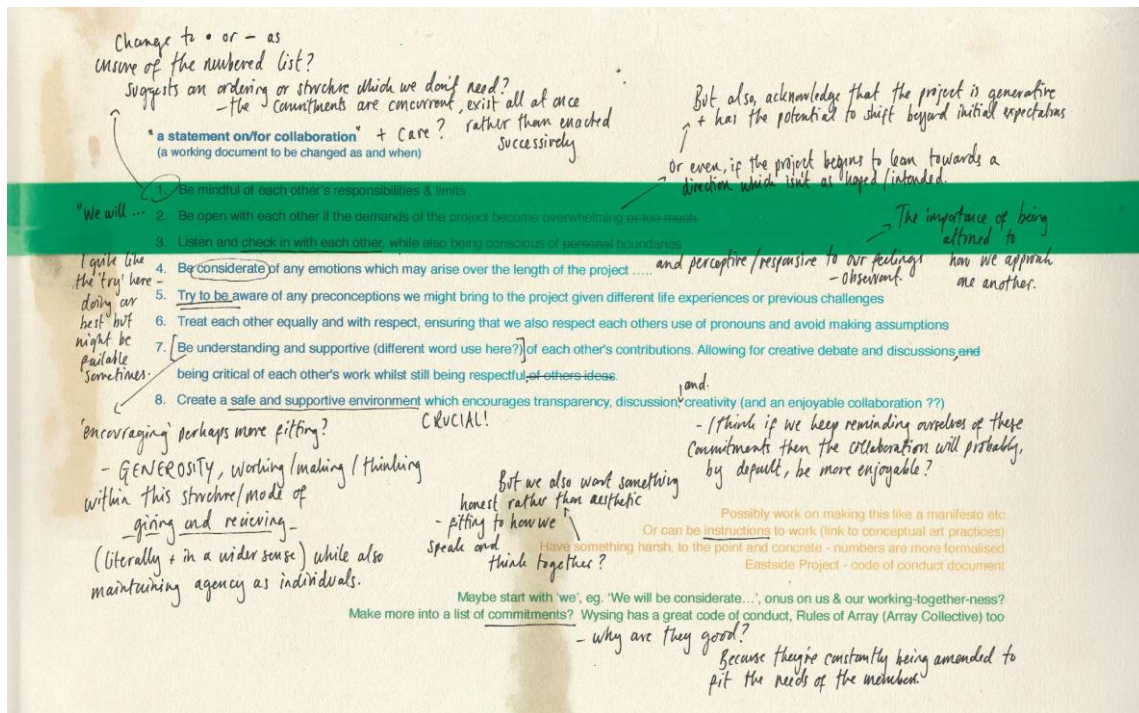 Change to • or – as
unsure of the numbered list?
suggests an ordering or structure which we don't need?
– the commitments are concurrent, exist all at once
rather than enacted
successively
"a statement on/for collaboration" + care?
(a working document to be changed as and when)
But also, acknowledge that the project is generative
+ has the potential to shift beyond initial expectations
Or even, if the project begins to lean towards a
direction which isn't as hoped/intended.
1. Be mindful of each other's responsibilities & limits
"We will ...
2. Be open with each other if the demands of the project become overwhelming or too much
3. Listen and check in with each other, while also being conscious of personal boundaries
– The importance of being
attuned to
how we approach
one another.
4. Be considerate of any emotions which may arise over the length of the project .....
and perceptive/responsive to our feelings
– observant.
I quite like
the 'try' here –
doing our
best but
might be
fallible
sometimes.
5. Try to be aware of any preconceptions we might bring to the project given different life experiences or previous challenges
6. Treat each other equally and with respect, ensuring that we also respect each others use of pronouns and avoid making assumptions
7. [Be understanding and supportive (different word use here?)] of each other's contributions. Allowing for creative debate and discussions, and
being critical of each other's work whilst still being respectful of others ideas.
8. Create a safe and supportive environment which encourages transparency, discussion, and. creativity (and an enjoyable collaboration ??)
'encouraging' perhaps more fitting?
CRUCIAL!
– GENEROSITY, working/making/thinking
within this structure/mode of
giving and recieving –
(literally + in a wider sense) while also
maintaining agency as individuals.
– I think if we keep reminding ourselves of these
commitments then the collaboration will probably,
by default, be more enjoyable?
But we also want something
honest rather than aesthetic
– fitting to how we
speak and
think together?
Possibly work on making this like a manifesto etc
Or can be instructions to work (link to conceptual art practices)
Have something harsh, to the point and concrete - numbers are more formalised
Eastside Project - code of conduct document
Maybe start with 'we', eg. 'We will be considerate...', onus on us & our working-together-ness?
Make more into a list of commitments? Wysing has a great code of conduct, Rules of Array (Array Collective) too
– why are they good?
Because they're constantly being amended to
fit the needs of the members.